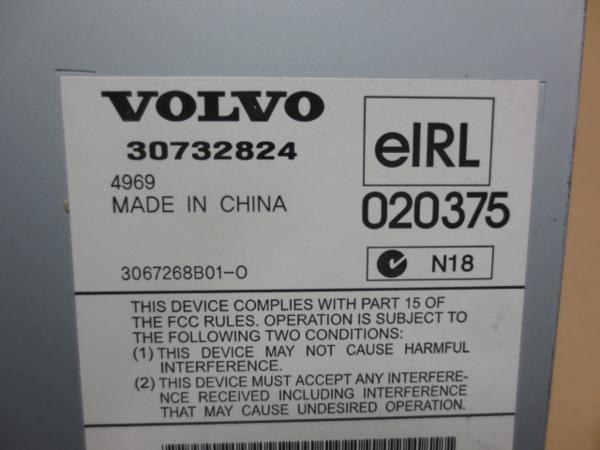 VOLVO
30732824
4969
MADE IN CHINA
eIRL
020375
3067268B01-O
N18
THIS DEVICE COMPLIES WITH PART 15 OF
THE FCC RULES. OPERATION IS SUBJECT TO
THE FOLLOWING TWO CONDITIONS:
(1) THIS DEVICE MAY NOT CAUSE HARMFUL
INTERFERENCE.
(2) THIS DEVICE MUST ACCEPT ANY INTERFERE-
NCE RECEIVED INCLUDING INTERFERENCE
THAT MAY CAUSE UNDESIRED OPERATION.